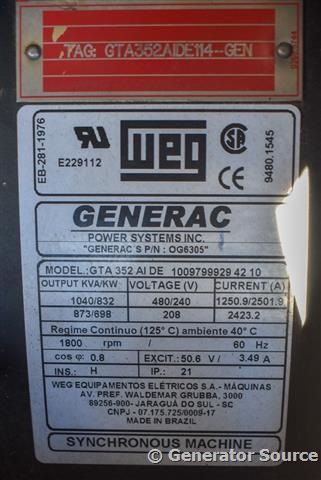 TAG: GTA352AIDE114--GEN
EB-281-1976
E229112
WEG
CE
9480.1545
GENERAC
POWER SYSTEMS INC.
"GENERAC S P/N : OG6305"
MODEL.:GTA 352 AI DE 1009799929 42 10
OUTPUT KVA/KW VOLTAGE (V) CURRENT (A)
1040/832 480/240 1250.9/2501.9
873/698 208 2423.2
Regime Continuo (125° C) ambiente 40° C
1800 rpm / 60 Hz
cos φ: 0.8 EXCIT.: 50.6 V / 3.49 A
INS.: H IP.: 21
WEG EQUIPAMENTOS ELÉTRICOS S.A.- MÁQUINAS
AV. PREF. WALDEMAR GRUBBA, 3000
89256-900- JARAGUÁ DO SUL - SC
CNPJ - 07.175.725/0009-17
MADE IN BRAZIL
SYNCHRONOUS MACHINE
© Generator Source